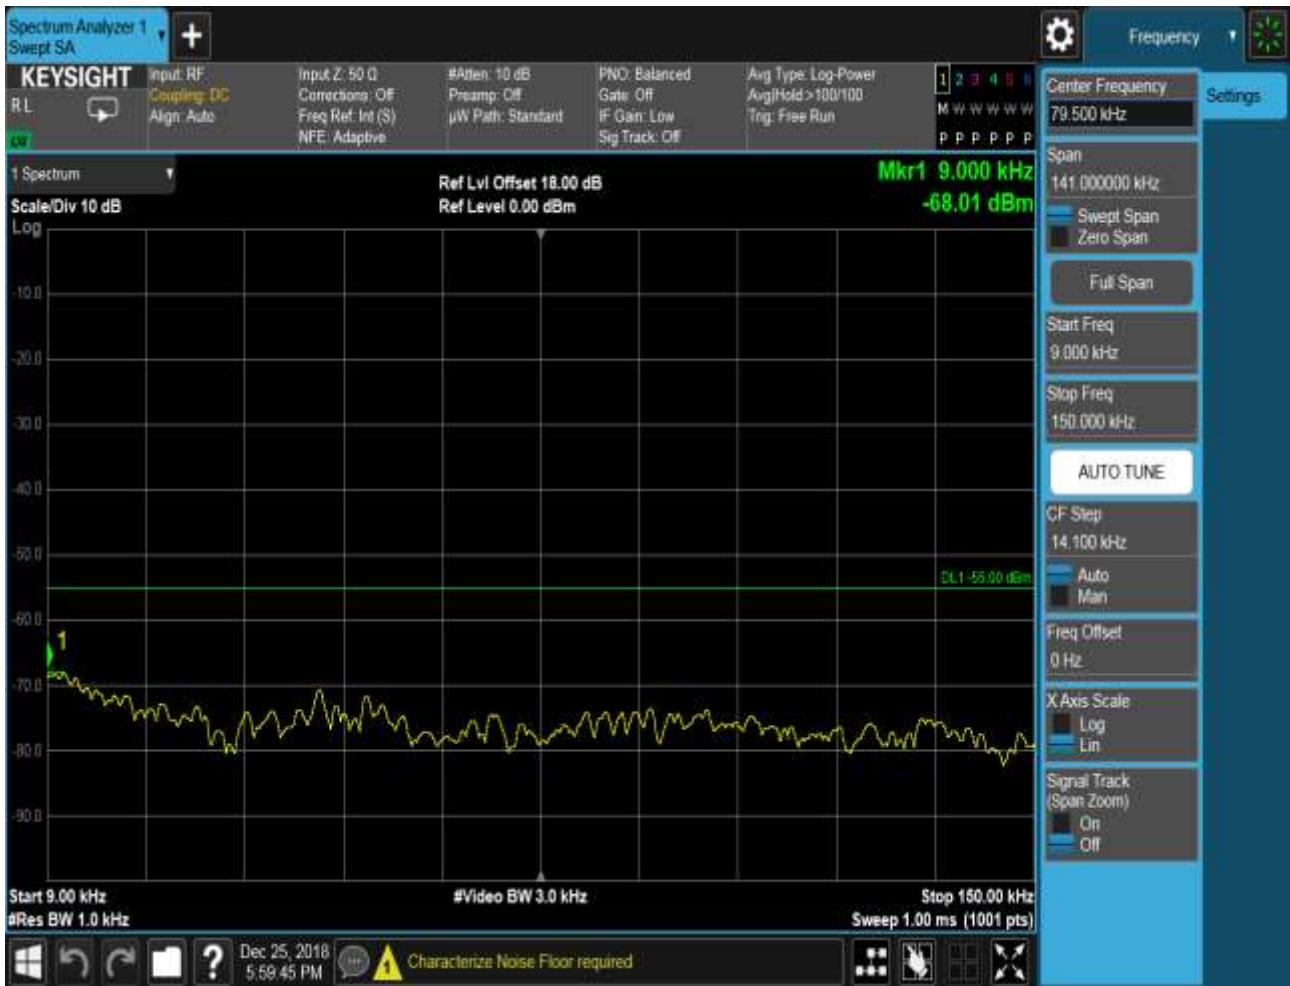 Spectrum Analyzer 1
Swept SA
Frequency
KEYSIGHT
R L
Input: RF
Coupling: DC
Align: Auto
Input Z: 50 Ω
Corrections: Off
Freq Ref: Int (S)
NFE: Adaptive
#Atten: 10 dB
Preamp: Off
µW Path: Standard
PNO: Balanced
Gate: Off
IF Gain: Low
Sig Track: Off
Avg Type: Log-Power
Avg|Hold:>100/100
Trig: Free Run
1 2 3 4 5 6
M W W W W W
P P P P P P
1 Spectrum
Scale/Div 10 dB
Log
Ref Lvl Offset 18.00 dB
Ref Level 0.00 dBm
Mkr1 9.000 kHz
-68.01 dBm
-10.0
-20.0
-30.0
-40.0
-50.0
-60.0
-70.0
-80.0
-90.0
DL1 -55.00 dBm
1
Start 9.00 kHz
#Res BW 1.0 kHz
#Video BW 3.0 kHz
Stop 150.00 kHz
Sweep 1.00 ms (1001 pts)
Center Frequency
79.500 kHz
Settings
Span
141.000000 kHz
Swept Span
Zero Span
Full Span
Start Freq
9.000 kHz
Stop Freq
150.000 kHz
AUTO TUNE
CF Step
14.100 kHz
Auto
Man
Freq Offset
0 Hz
X Axis Scale
Log
Lin
Signal Track
(Span Zoom)
On
Off
?
Dec 25, 2018
5:59:45 PM
1
Characterize Noise Floor required